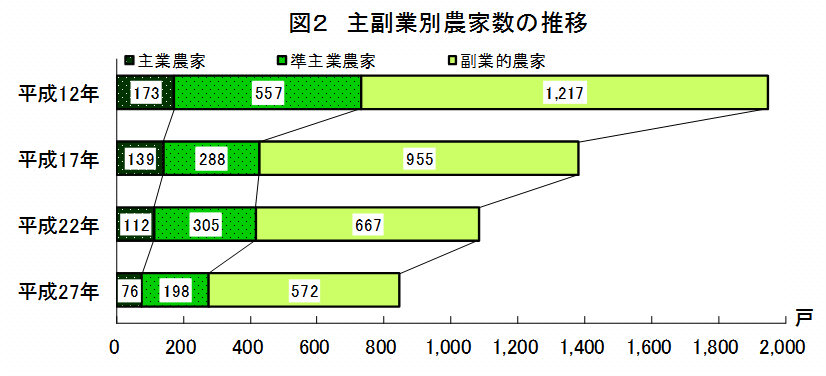 図2 主副業別農家数の推移
主業農家 準主業農家 副業的農家
平成12年 173 557 1,217
平成17年 139 288 955
平成22年 112 305 667
平成27年 76 198 572
戸
0 200 400 600 800 1,000 1,200 1,400 1,600 1,800 2,000